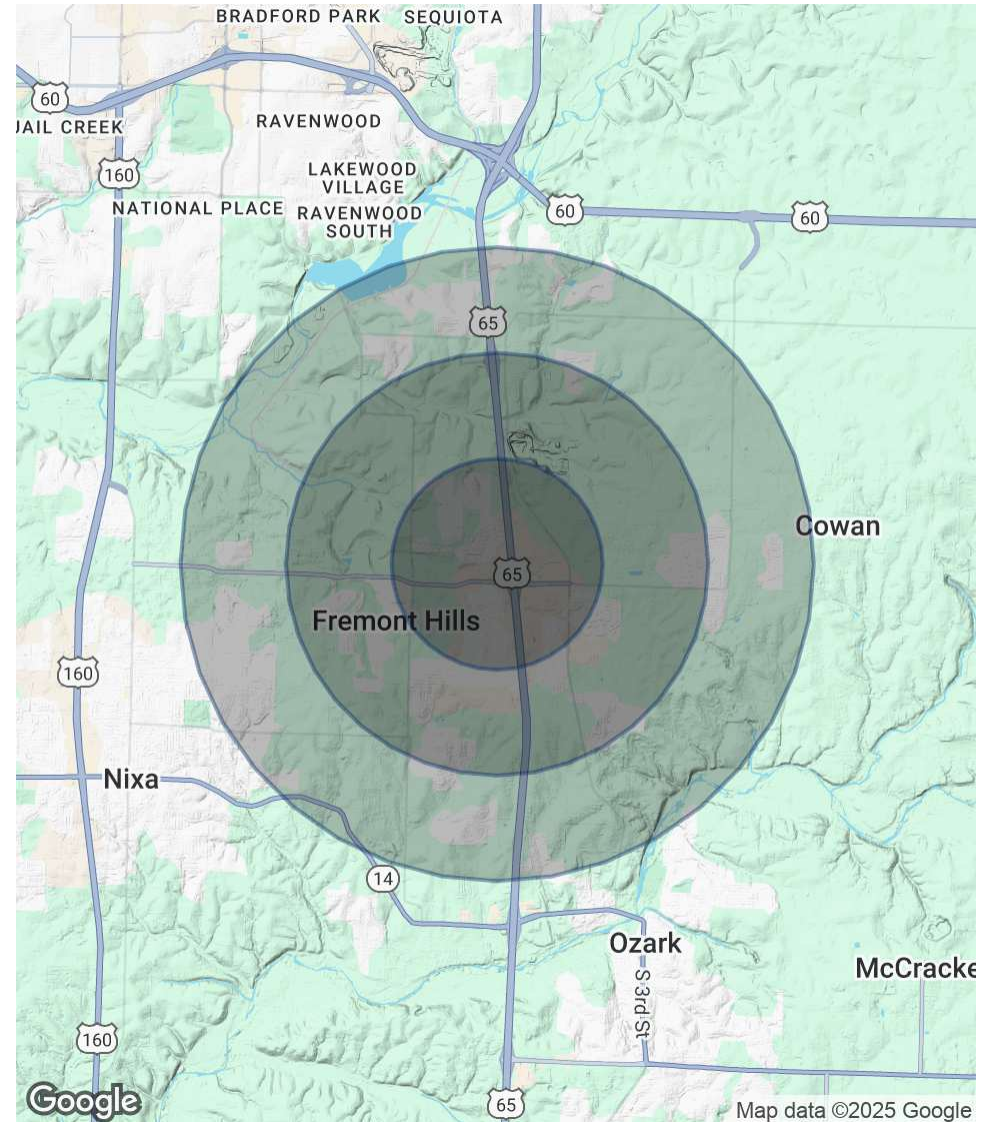 BRADFORD PARK
SEQUIOTA
60
UAIL CREEK
RAVENWOOD
160
LAKEWOOD
VILLAGE
NATIONAL PLACE
RAVENWOOD
SOUTH
60
60
65
Cowan
65
Fremont Hills
160
Nixa
14
Ozark
McCracke
S 3rd St
160
65
Google
Map data ©2025 Google